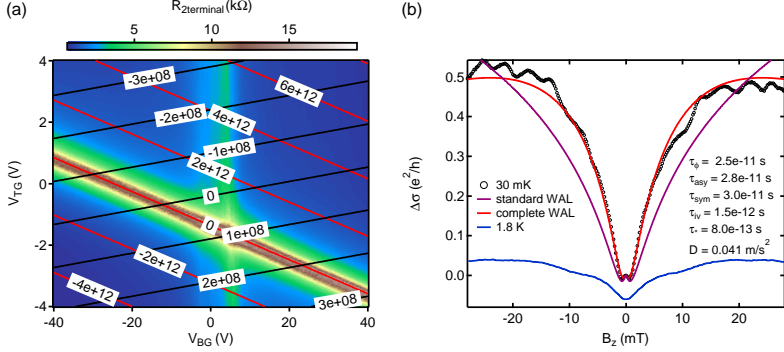 (a)
R2terminal(kΩ)
5 10 15
4
2
0
-2
-4
VTG (V)
-3e+08
6e+12
-2e+08
4e+12
-1e+08
2e+12
0
0
1e+08
-2e+12
2e+08
-4e+12
3e+08
-40 -20 0 20 40
VBG (V)
(b)
0.5
0.4
0.3
0.2
0.1
0.0
Δσ (e²/h)
30 mK
standard WAL
complete WAL
1.8 K
τϕ = 2.5e-11 s
τasy = 2.8e-11 s
τsym = 3.0e-11 s
τiv = 1.5e-12 s
τ* = 8.0e-13 s
D = 0.041 m/s²
-20 -10 0 10 20
Bz (mT)